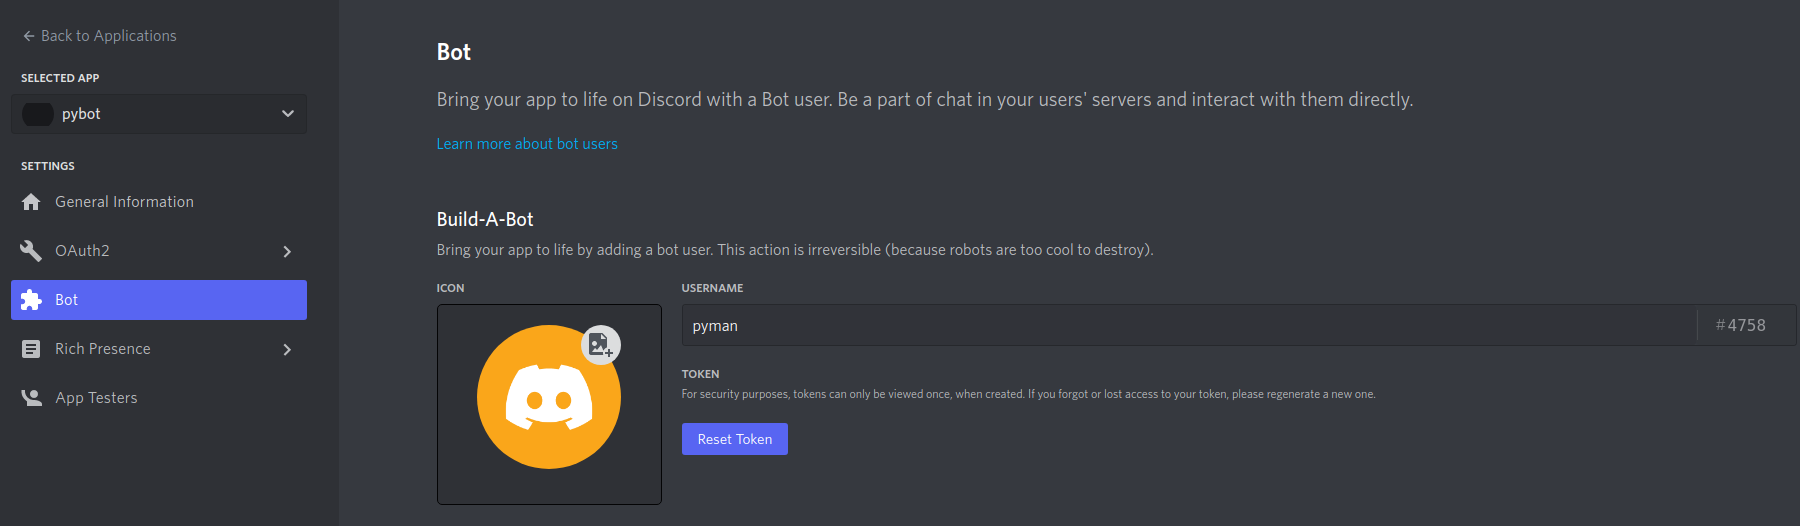 ← Back to Applications
SELECTED APP
pybot
SETTINGS
General Information
OAuth2
Bot
Rich Presence
App Testers
Bot
Bring your app to life on Discord with a Bot user. Be a part of chat in your users' servers and interact with them directly.
Learn more about bot users
Build-A-Bot
Bring your app to life by adding a bot user. This action is irreversible (because robots are too cool to destroy).
ICON
USERNAME
pyman #4758
TOKEN
For security purposes, tokens can only be viewed once, when created. If you forgot or lost access to your token, please regenerate a new one.
Reset Token